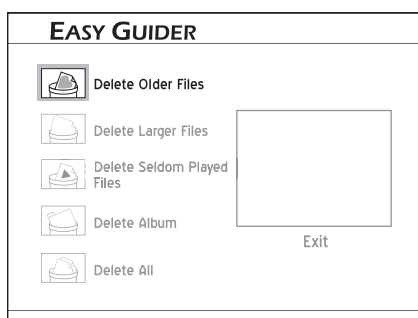 EASY GUIDER
Delete Older Files
Delete Larger Files
Delete Seldom Played
Files
Delete Album
Delete All
Exit